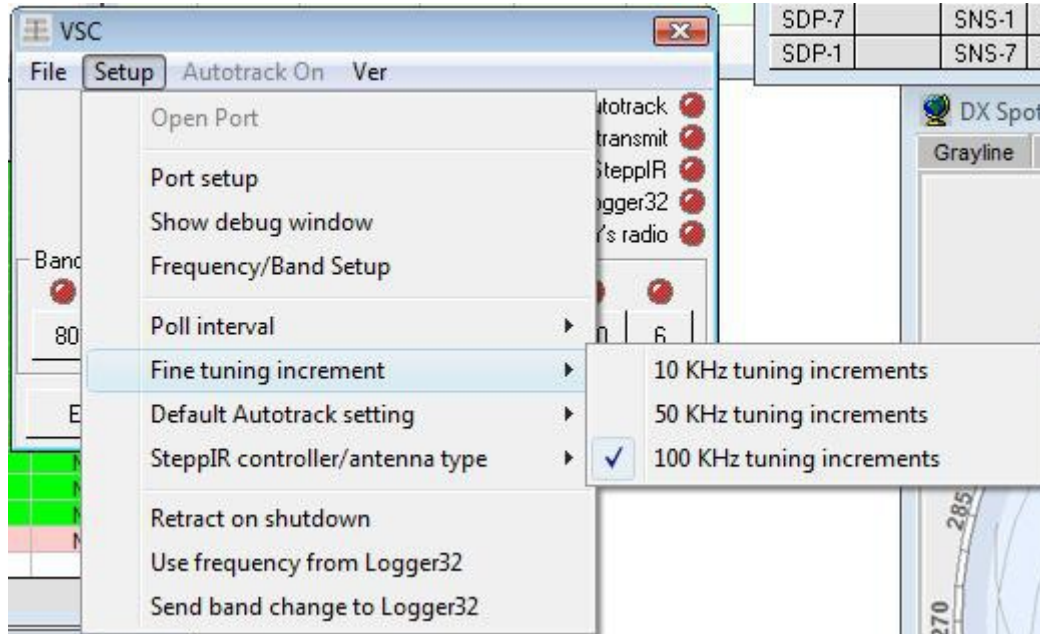 SDP-7 SNS-1
SDP-1 SNS-7
VSC
File Setup Autotrack On Ver
DX Spot
Grayline
Open Port
Port setup
Show debug window
Frequency/Band Setup
Poll interval
Fine tuning increment
Default Autotrack setting
SteppIR controller/antenna type
Retract on shutdown
Use frequency from Logger32
Send band change to Logger32
utotrack
transmit
SteppIR
ogger32
's radio
Band
80
6
E
10 KHz tuning increments
50 KHz tuning increments
100 KHz tuning increments
285
270